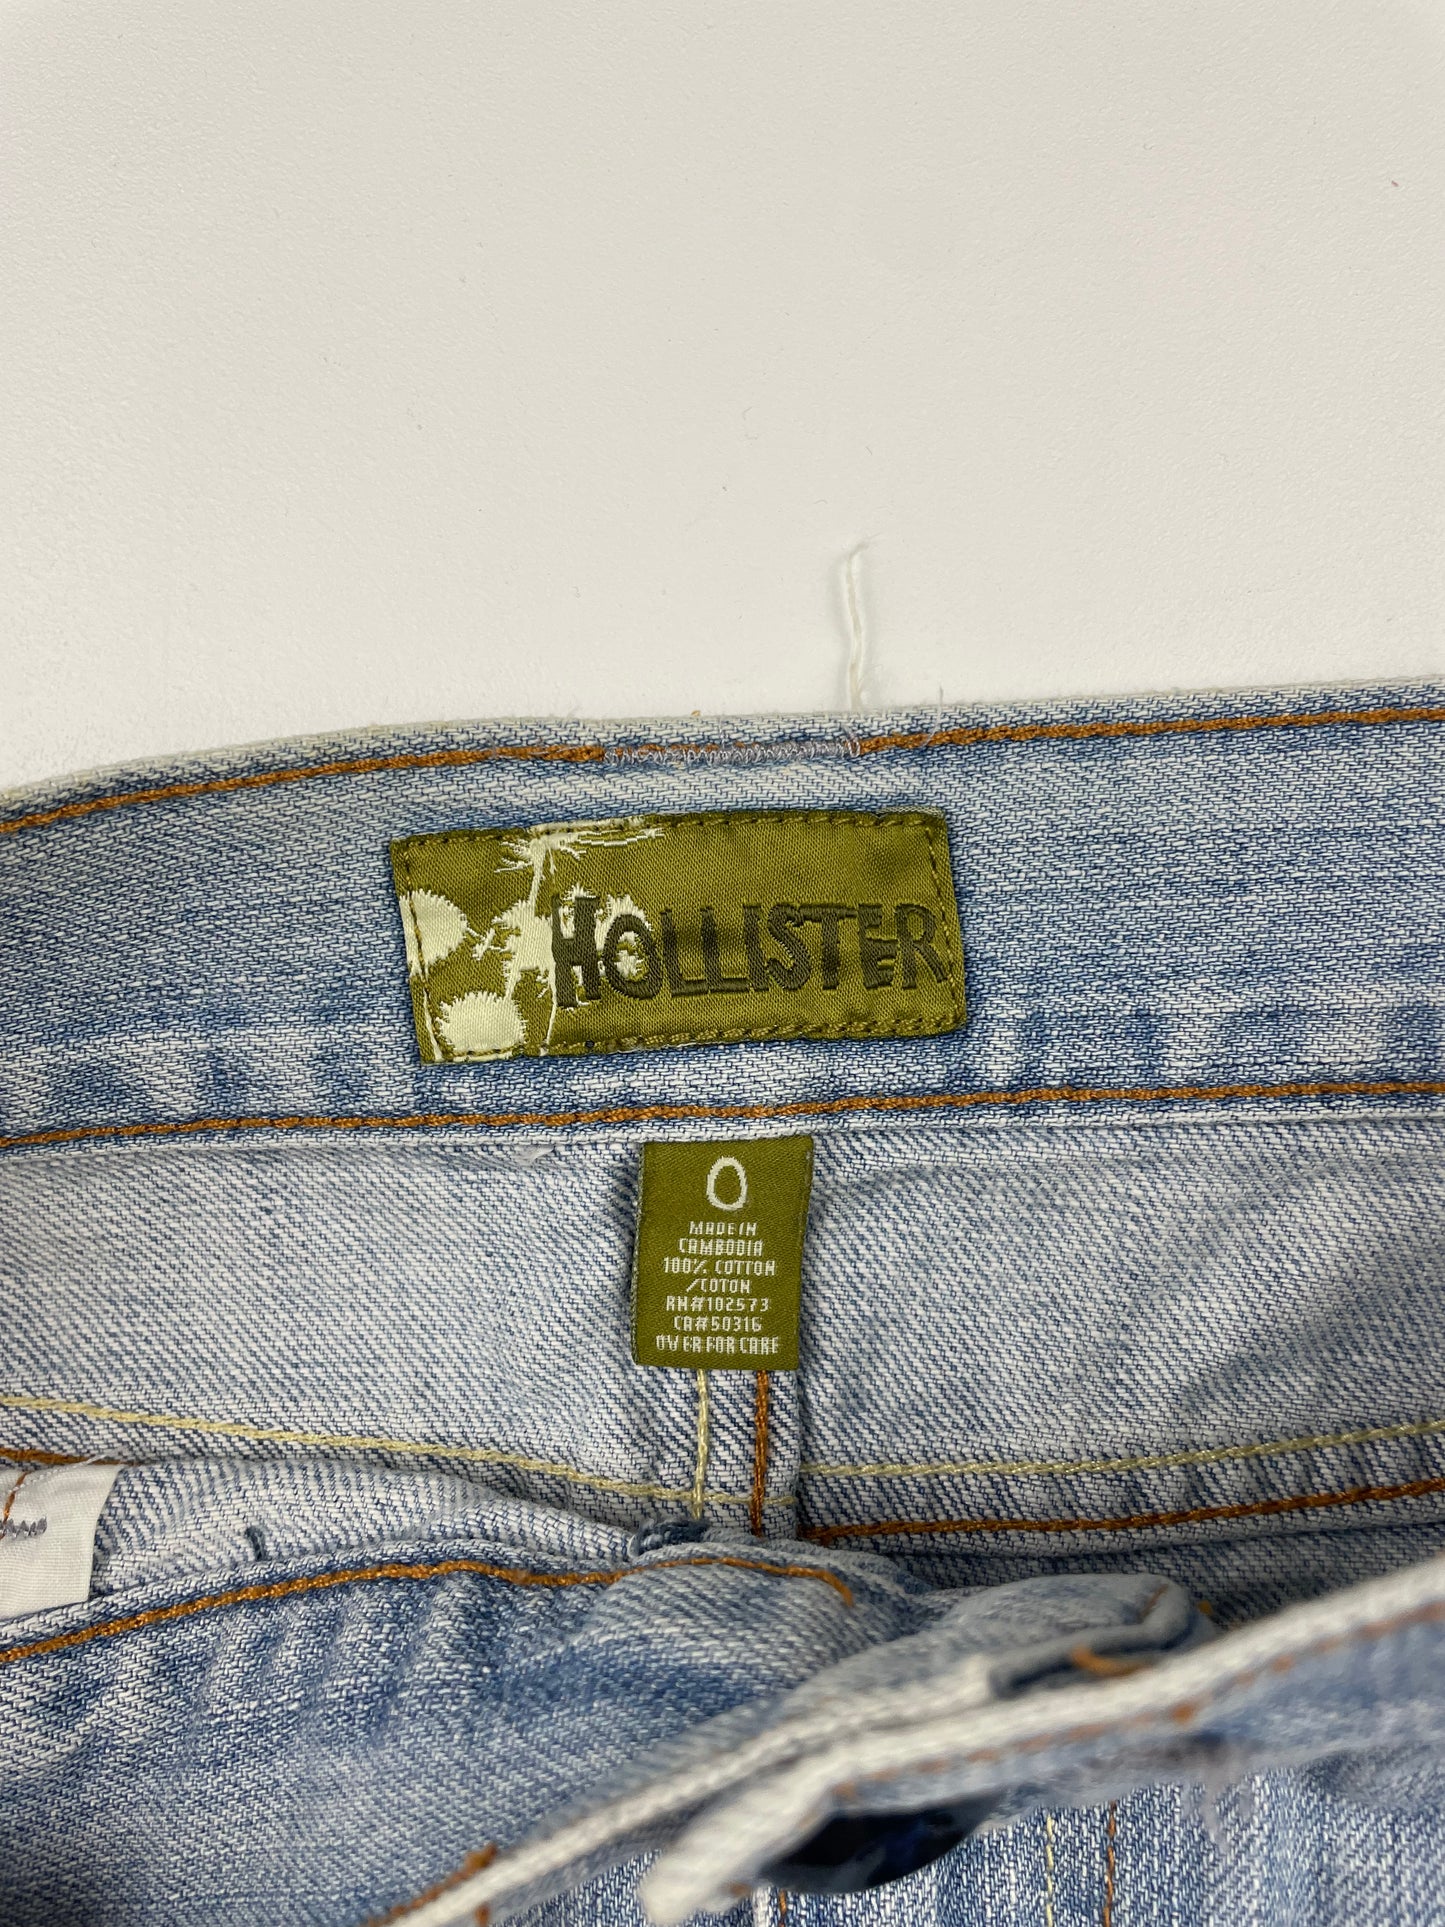 HOLLISTER
0
MADE IN
CAMBODIA
100% COTTON
/COTON
RN#102573
CA#50316
OVER FOR CARE